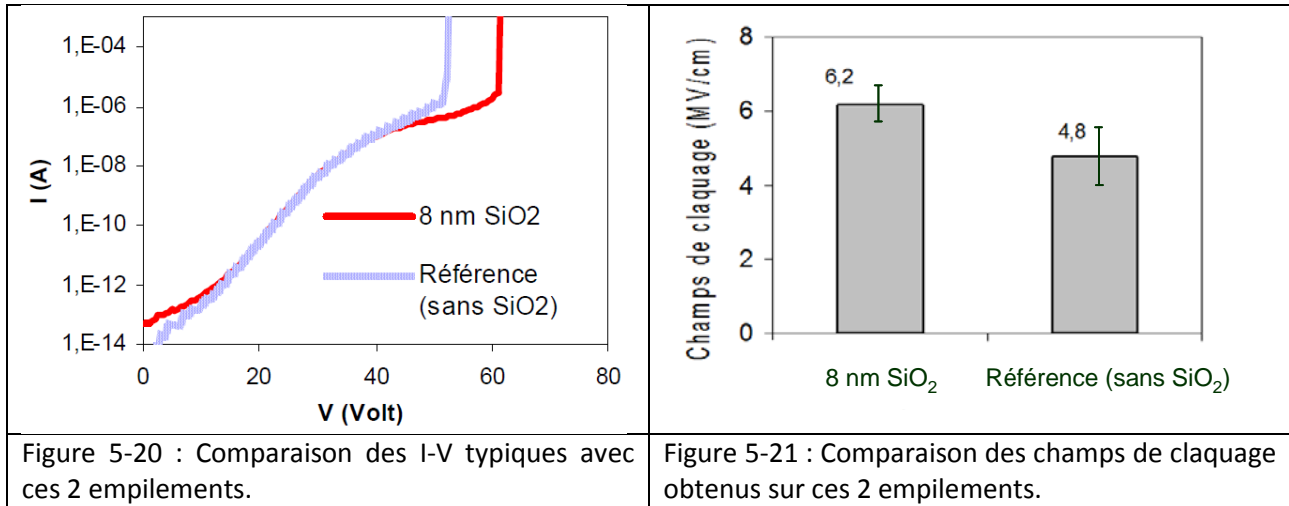 1,E-04
1,E-06
1,E-08
1,E-10
1,E-12
1,E-14
I (A)
8 nm SiO2
Référence
(sans SiO2)
0
20
40
60
80
V (Volt)
Figure 5-20 : Comparaison des I-V typiques avec
ces 2 empilements.
Champs de claquage (MV/cm)
8
6
4
2
0
6,2
4,8
8 nm SiO₂
Référence (sans SiO₂)
Figure 5-21 : Comparaison des champs de claquage
obtenus sur ces 2 empilements.